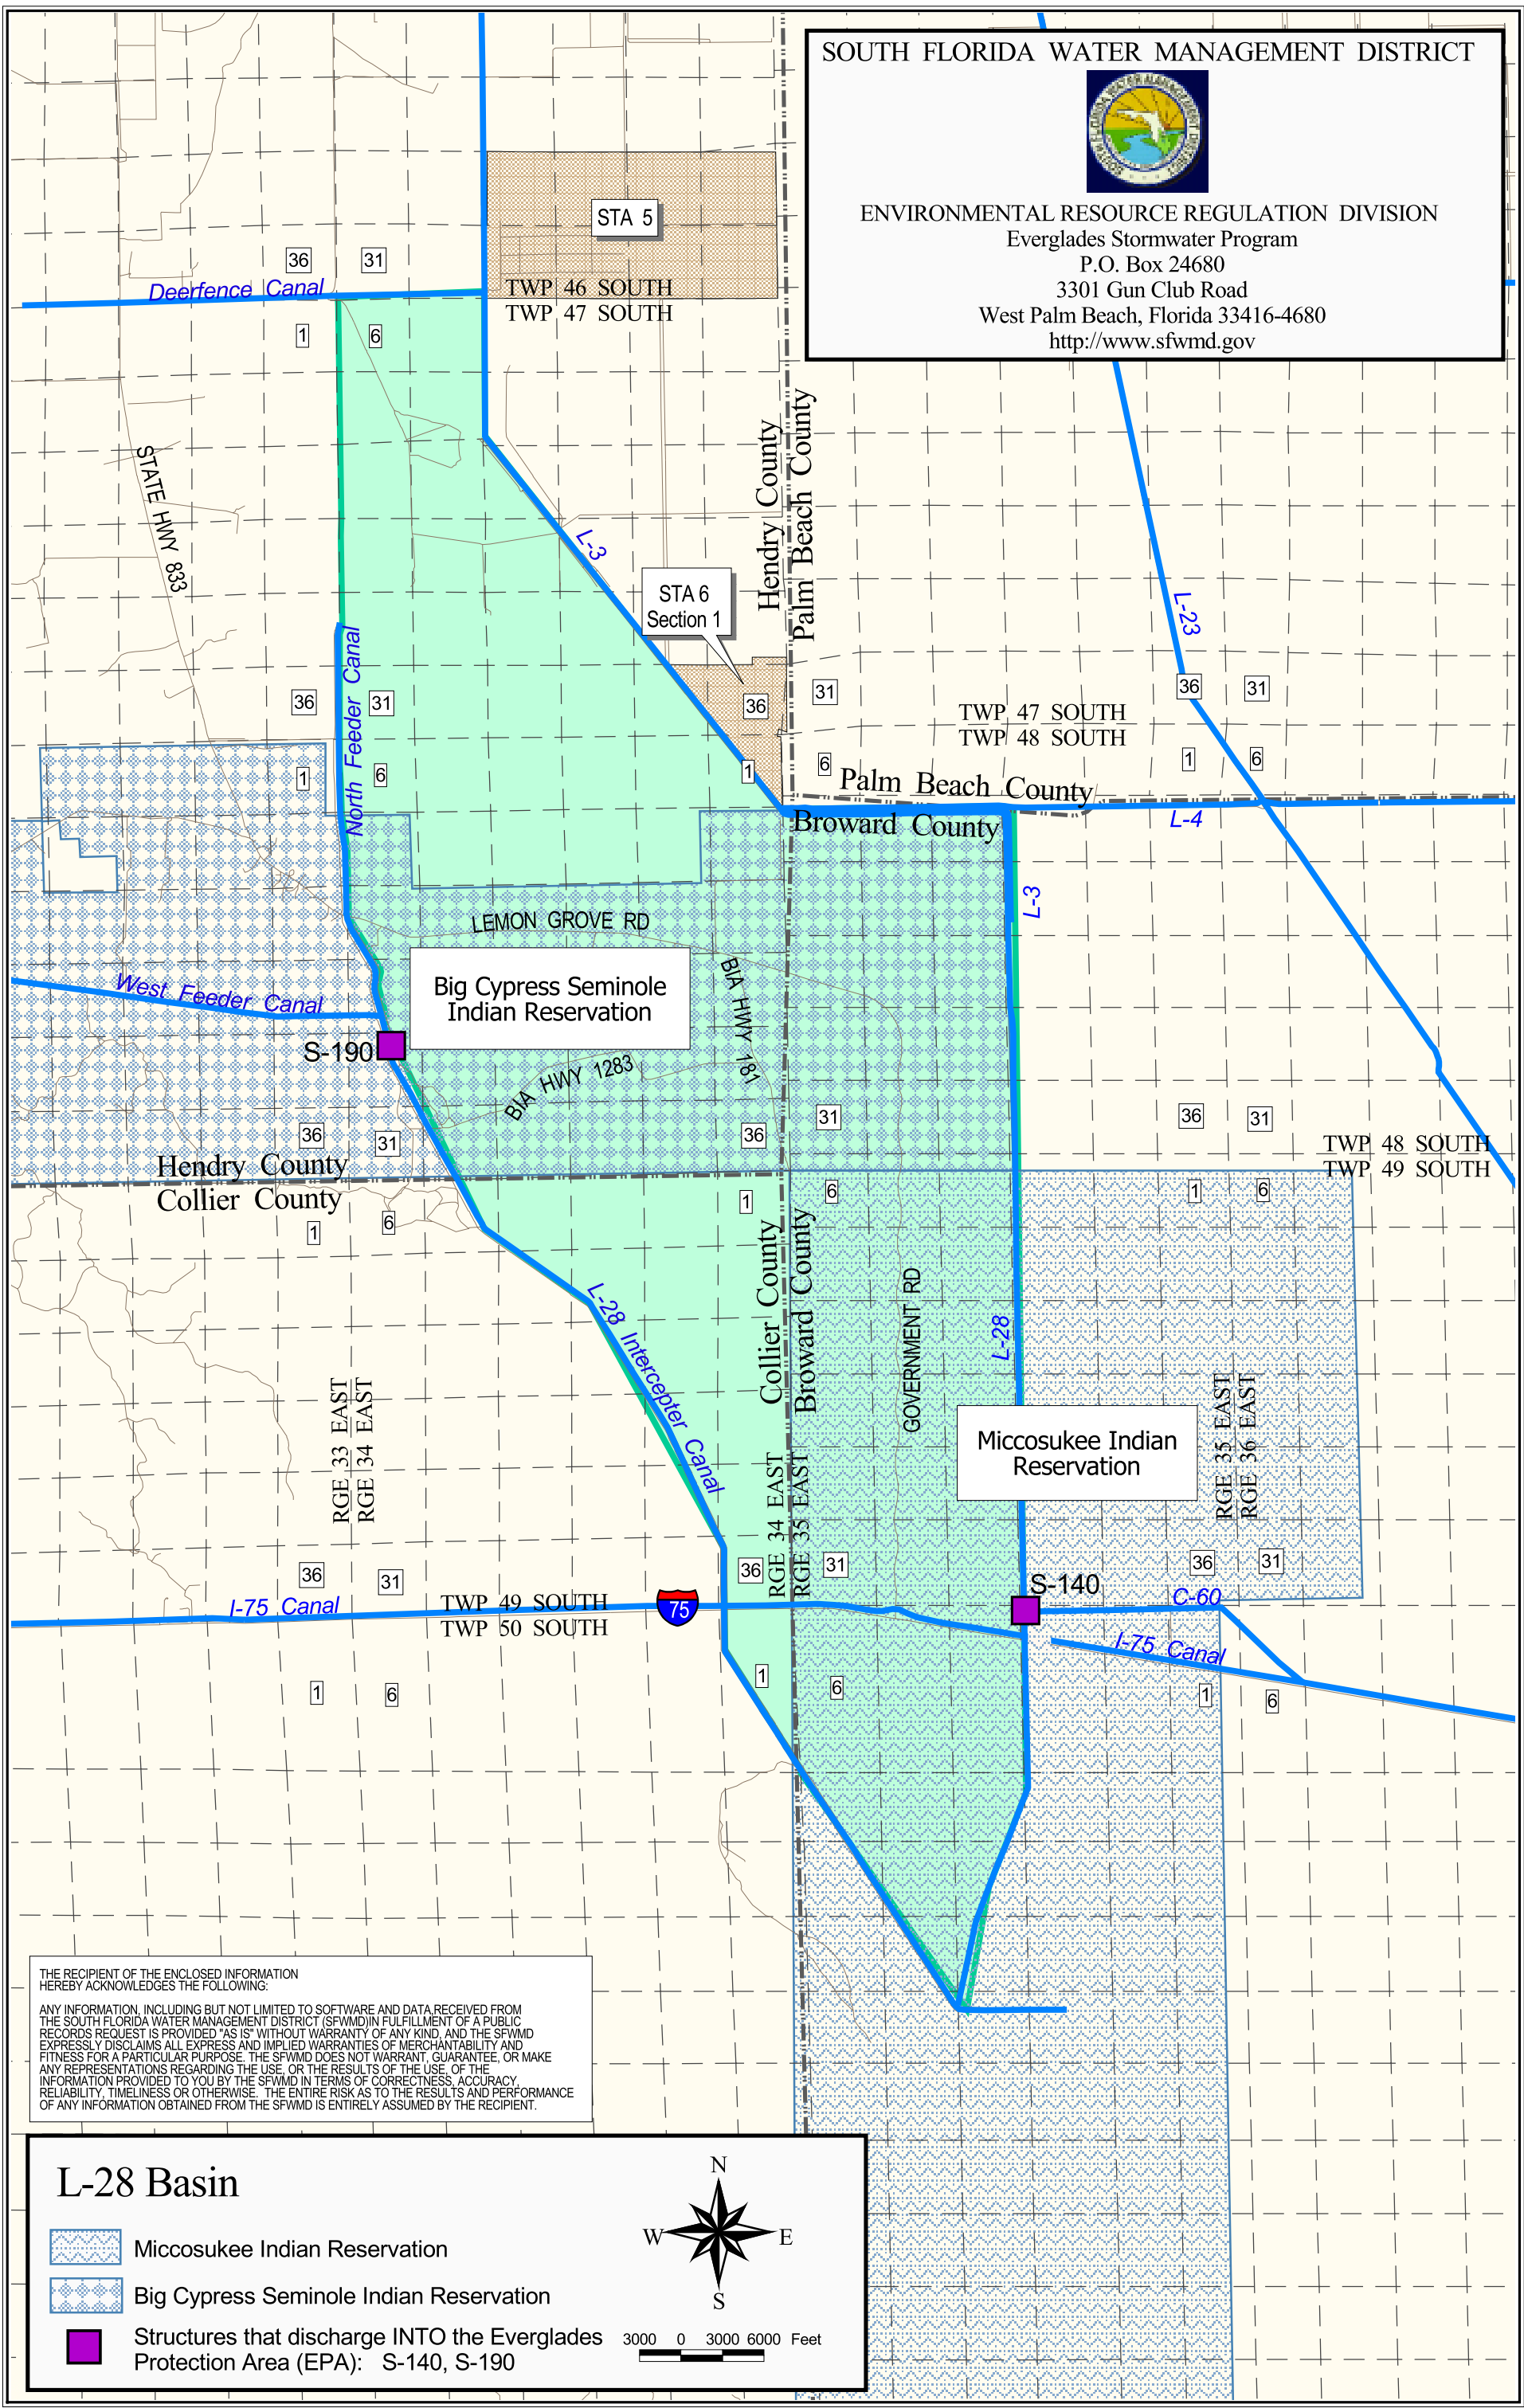 SOUTH FLORIDA WATER MANAGEMENT DISTRICT
ENVIRONMENTAL RESOURCE REGULATION DIVISION
Everglades Stormwater Program
P.O. Box 24680
3301 Gun Club Road
West Palm Beach, Florida 33416-4680
http://www.sfwmd.gov
STA 5
36
31
Deerfence Canal
TWP 46 SOUTH
TWP 47 SOUTH
1
6
STATE HWY 833
Hendry County
Palm Beach County
L-3
STA 6
Section 1
L-23
North Feeder Canal
36
31
36
31
36
31
TWP 47 SOUTH
TWP 48 SOUTH
1
6
1
6
1
6
Palm Beach County
Broward County
L-4
L-3
LEMON GROVE RD
Big Cypress Seminole
Indian Reservation
BIA HWY 181
West Feeder Canal
S-190
BIA HWY 1283
36
31
36
31
36
31
TWP 48 SOUTH
TWP 49 SOUTH
Hendry County
Collier County
1
6
1
6
1
6
Collier County
Broward County
GOVERNMENT RD
L-28
L-28 Intercepter Canal
RGE 33 EAST
RGE 34 EAST
RGE 34 EAST
RGE 35 EAST
Miccosukee Indian
Reservation
RGE 35 EAST
RGE 36 EAST
36
31
36
31
36
31
S-140
C-60
I-75 Canal
TWP 49 SOUTH
TWP 50 SOUTH
75
I-75 Canal
1
6
1
6
1
6
THE RECIPIENT OF THE ENCLOSED INFORMATION
HEREBY ACKNOWLEDGES THE FOLLOWING:
ANY INFORMATION, INCLUDING BUT NOT LIMITED TO SOFTWARE AND DATA,RECEIVED FROM
THE SOUTH FLORIDA WATER MANAGEMENT DISTRICT (SFWMD)IN FULFILLMENT OF A PUBLIC
RECORDS REQUEST IS PROVIDED "AS IS" WITHOUT WARRANTY OF ANY KIND, AND THE SFWMD
EXPRESSLY DISCLAIMS ALL EXPRESS AND IMPLIED WARRANTIES OF MERCHANTABILITY AND
FITNESS FOR A PARTICULAR PURPOSE. THE SFWMD DOES NOT WARRANT, GUARANTEE, OR MAKE
ANY REPRESENTATIONS REGARDING THE USE, OR THE RESULTS OF THE USE, OF THE
INFORMATION PROVIDED TO YOU BY THE SFWMD IN TERMS OF CORRECTNESS, ACCURACY,
RELIABILITY, TIMELINESS OR OTHERWISE. THE ENTIRE RISK AS TO THE RESULTS AND PERFORMANCE
OF ANY INFORMATION OBTAINED FROM THE SFWMD IS ENTIRELY ASSUMED BY THE RECIPIENT.
L-28 Basin
N
W
E
S
Miccosukee Indian Reservation
Big Cypress Seminole Indian Reservation
Structures that discharge INTO the Everglades
Protection Area (EPA): S-140, S-190
3000 0 3000 6000 Feet